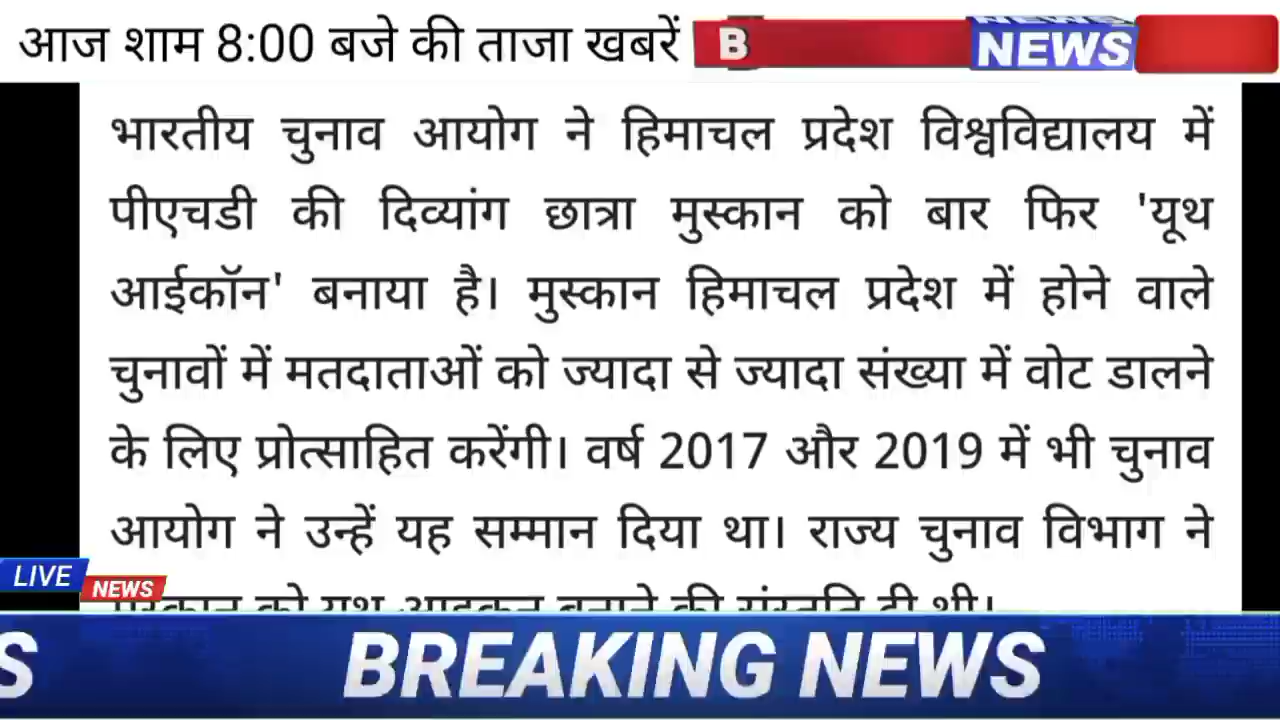 आज शाम 8:00 बजे की ताजा खबरें B NEWS
भारतीय चुनाव आयोग ने हिमाचल प्रदेश विश्वविद्यालय में
पीएचडी की दिव्यांग छात्रा मुस्कान को बार फिर 'यूथ
आईकॉन' बनाया है। मुस्कान हिमाचल प्रदेश में होने वाले
चुनावों में मतदाताओं को ज्यादा से ज्यादा संख्या में वोट डालने
के लिए प्रोत्साहित करेंगी। वर्ष 2017 और 2019 में भी चुनाव
आयोग ने उन्हें यह सम्मान दिया था। राज्य चुनाव विभाग ने
LIVE
NEWS
S BREAKING NEWS